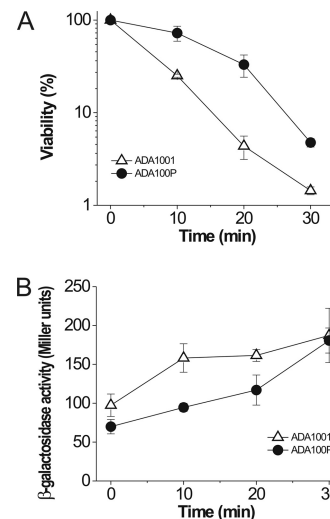 A
Viability (%)
100
10
1
ADA1001
ADA100P
0 10 20 30
Time (min)
B
β-galactosidase activity (Miller units)
250
200
150
100
50
0
ADA1001
ADA100P
0 10 20 3
Time (min)